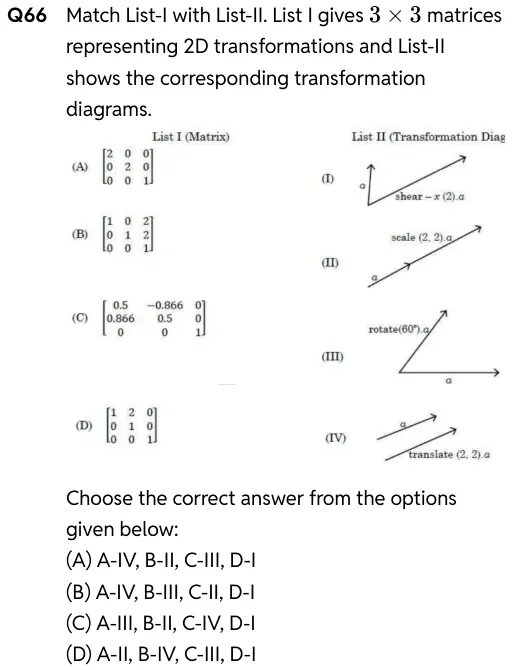 Q66 Match List-I with List-II. List I gives 3 × 3 matrices
representing 2D transformations and List-II
shows the corresponding transformation
diagrams.
List I (Matrix) List II (Transformation Diag
(A) [2 0 0]
[0 2 0]
[0 0 1]
(I) a shear – x (2).a
(B) [1 0 2]
[0 1 2]
[0 0 1]
(II) a scale (2, 2).a
(C) [0.5 −0.866 0]
[0.866 0.5 0]
[0 0 1]
(III) rotate(60°).a a
(D) [1 2 0]
[0 1 0]
[0 0 1]
(IV) a translate (2, 2).a
Choose the correct answer from the options
given below:
(A) A-IV, B-II, C-III, D-I
(B) A-IV, B-III, C-II, D-I
(C) A-III, B-II, C-IV, D-I
(D) A-II, B-IV, C-III, D-I